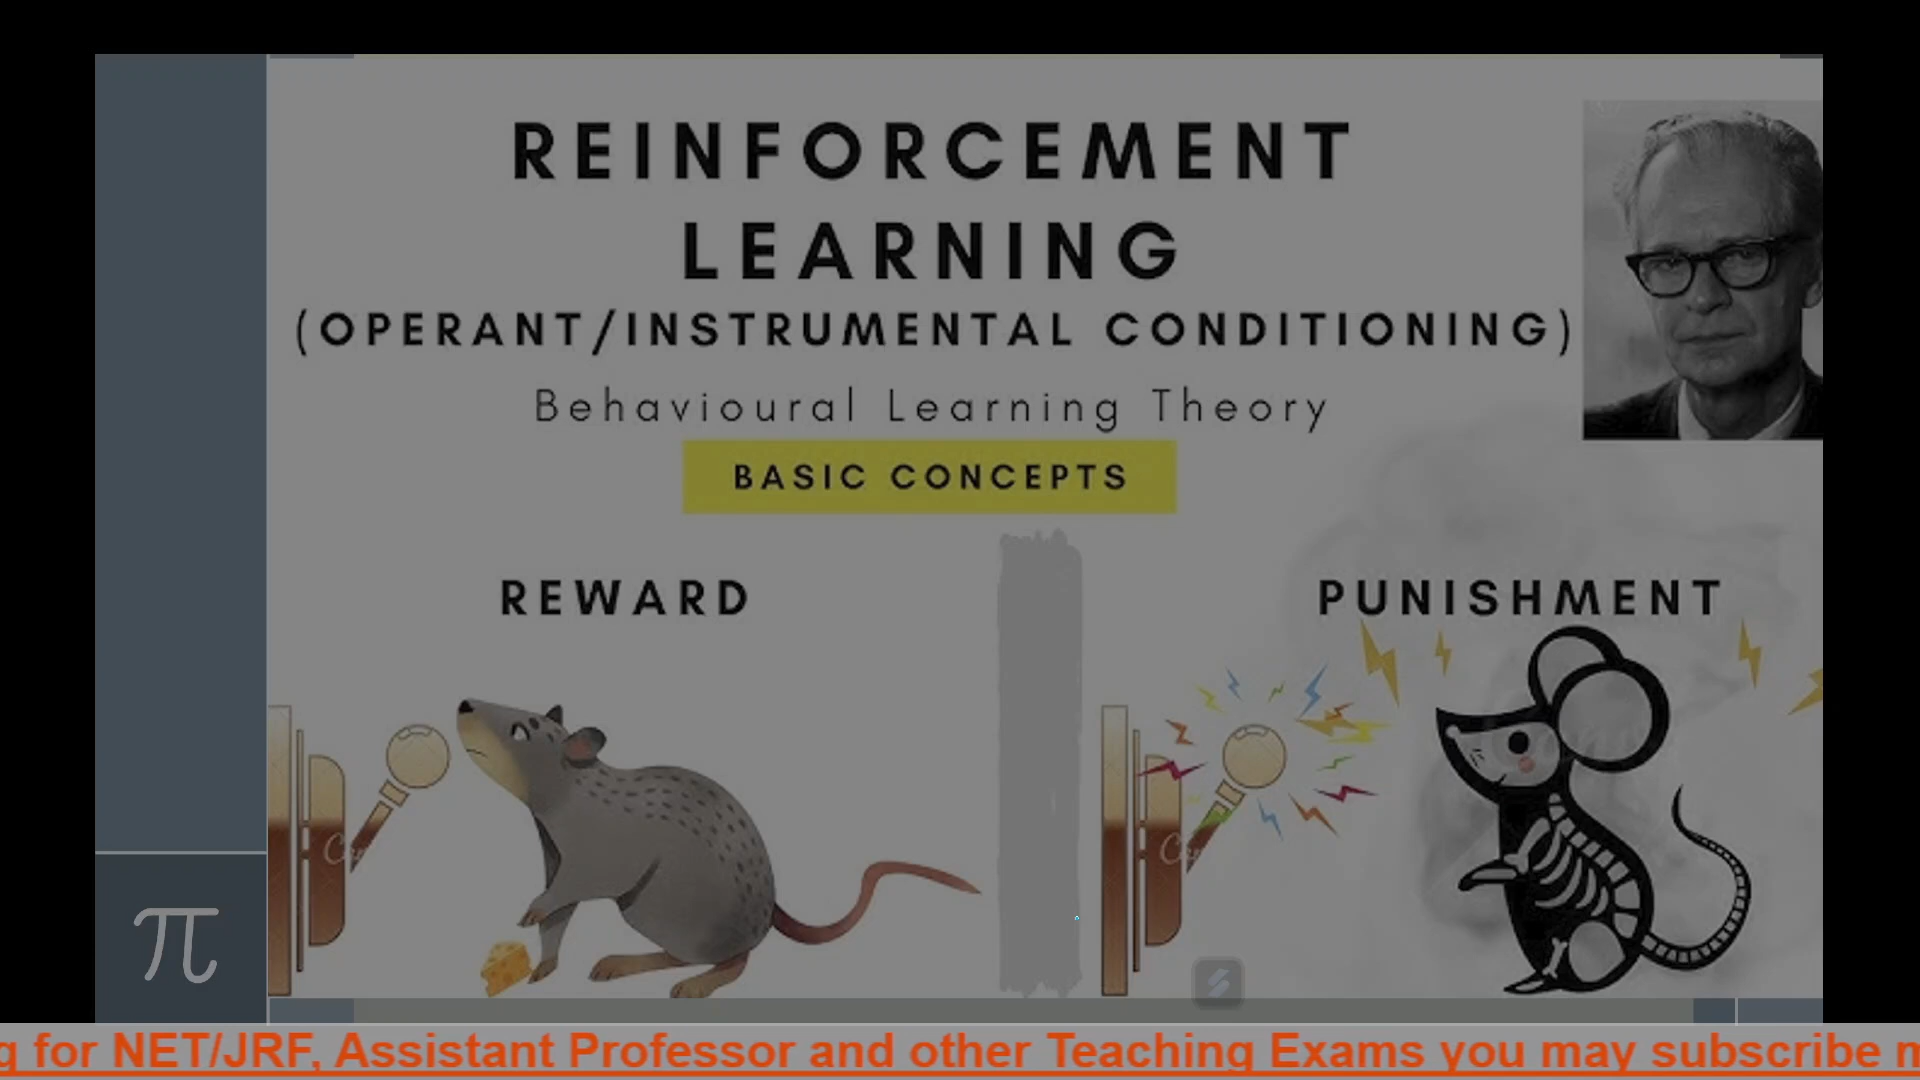 REINFORCEMENT
LEARNING
(OPERANT/INSTRUMENTAL CONDITIONING)
Behavioural Learning Theory
BASIC CONCEPTS
REWARD
PUNISHMENT
π
for NET/JRF, Assistant Professor and other Teaching Exams you may subscribe